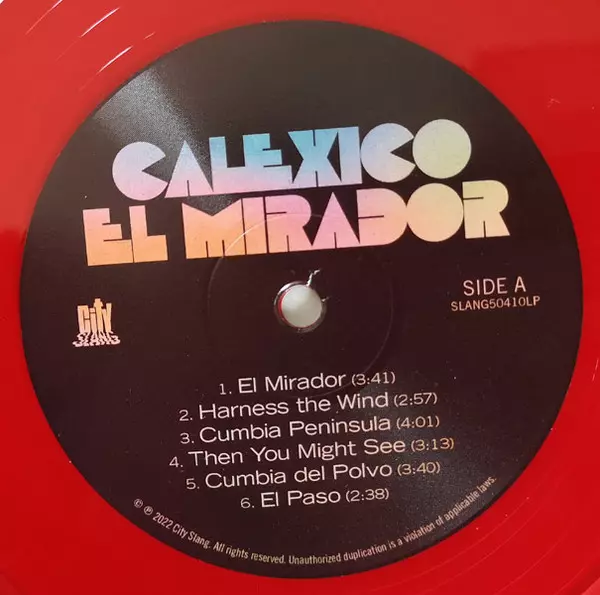 CALEXICO
EL MIRADOR
SIDE A
SLANG50410LP
City
SLANG
1. El Mirador (3:41)
2. Harness the Wind (2:57)
3. Cumbia Peninsula (4:01)
4. Then You Might See (3:13)
5. Cumbia del Polvo (3:40)
6. El Paso (2:38)
© ℗ 2022 City Slang. All rights reserved. Unauthorized duplication is a violation of applicable laws.